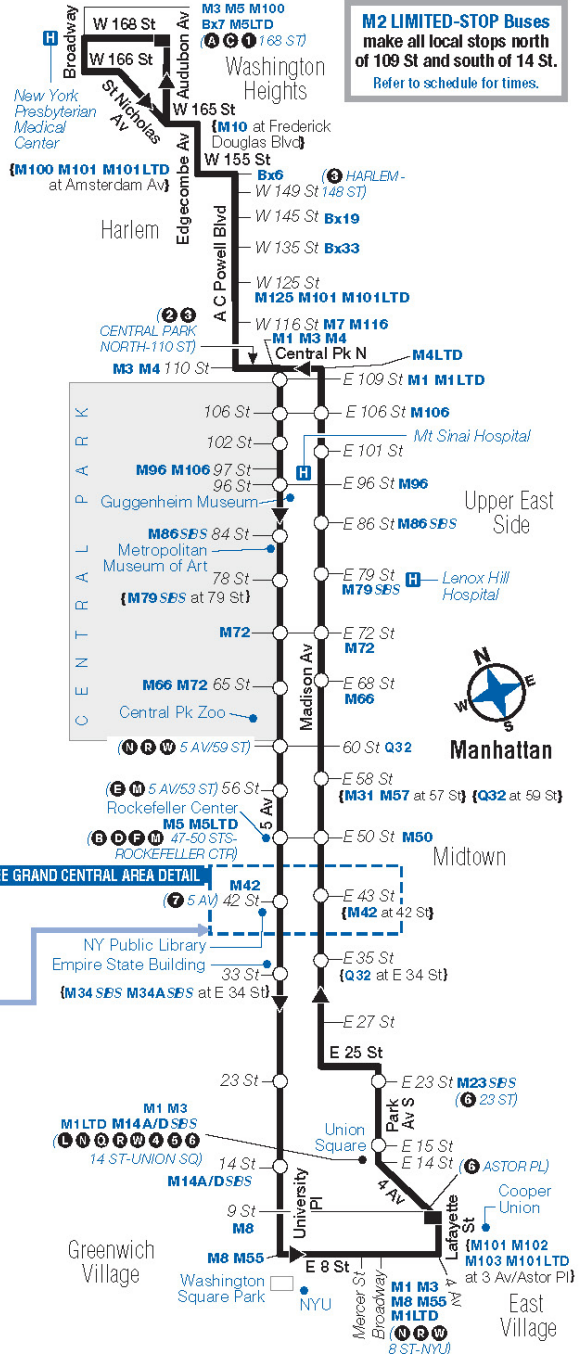 M3 M5 M100
Bx7 M5LTD
(A C 1 168 ST)
M2 LIMITED-STOP Buses
make all local stops north
of 109 St and south of 14 St.
Refer to schedule for times.
Broadway
W 168 St
H
W 166 St
Audubon Av
Washington
Heights
New York
Presbyterian
Medical
Center
St Nicholas
Av
W 165 St
{M10 at Frederick
Douglas Blvd}
Edgecombe Av
W 155 St
{M100 M101 M101LTD
at Amsterdam Av}
Bx6
(3 HARLEM-
148 ST)
W 149 St
Harlem
W 145 St Bx19
A C Powell Blvd
W 135 St Bx33
W 125 St
M125 M101 M101LTD
(2 3
CENTRAL PARK
NORTH-110 ST)
W 116 St M7 M116
M1 M3 M4
Central Pk N
M4LTD
M3 M4 110 St
E 109 St M1 M1LTD
CENTRAL PARK
106 St
E 106 St M106
102 St
Mt Sinai Hospital
E 101 St
M96 M106 97 St
H
96 St
E 96 St M96
Guggenheim Museum
Upper East
Side
M86SBS 84 St
E 86 St M86SBS
Metropolitan
Museum of Art
78 St
{M79SBS at 79 St}
E 79 St
M79SBS
H Lenox Hill
Hospital
M72
E 72 St
M72
Madison Av
M66 M72 65 St
E 68 St
M66
N
W E
S
Manhattan
Central Pk Zoo
(N R W 5 AV/59 ST)
60 St Q32
(E M 5 AV/53 ST) 56 St
E 58 St
{M31 M57 at 57 St} {Q32 at 59 St}
Rockefeller Center
5 Av
M5 M5LTD
(B D F M 47-50 STS-
ROCKEFELLER CTR)
E 50 St M50
Midtown
SEE GRAND CENTRAL AREA DETAIL
M42
(7 5 AV) 42 St
E 43 St
{M42 at 42 St}
NY Public Library
Empire State Building
33 St
{M34SBS M34ASBS at E 34 St}
E 35 St
{Q32 at E 34 St}
E 27 St
E 25 St
23 St
E 23 St M23SBS
(6 23 ST)
Park
Av S
M1 M3
M1LTD M14A/DSBS
(L N Q R W 4 5 6
14 ST-UNION SQ)
Union
Square
E 15 St
E 14 St
14 St
M14A/DSBS
(6 ASTOR PL)
4 Av
Cooper
Union
9 St
M8
University
Pl
Lafayette
St
{M101 M102
M103 M101LTD
at 3 Av/Astor Pl}
Greenwich
Village
M8 M55
E 8 St
Washington
Square Park
NYU
Mercer St
Broadway
4 AV
M1 M3
M8 M55
M1LTD
(N R W
8 ST-NYU)
East
Village